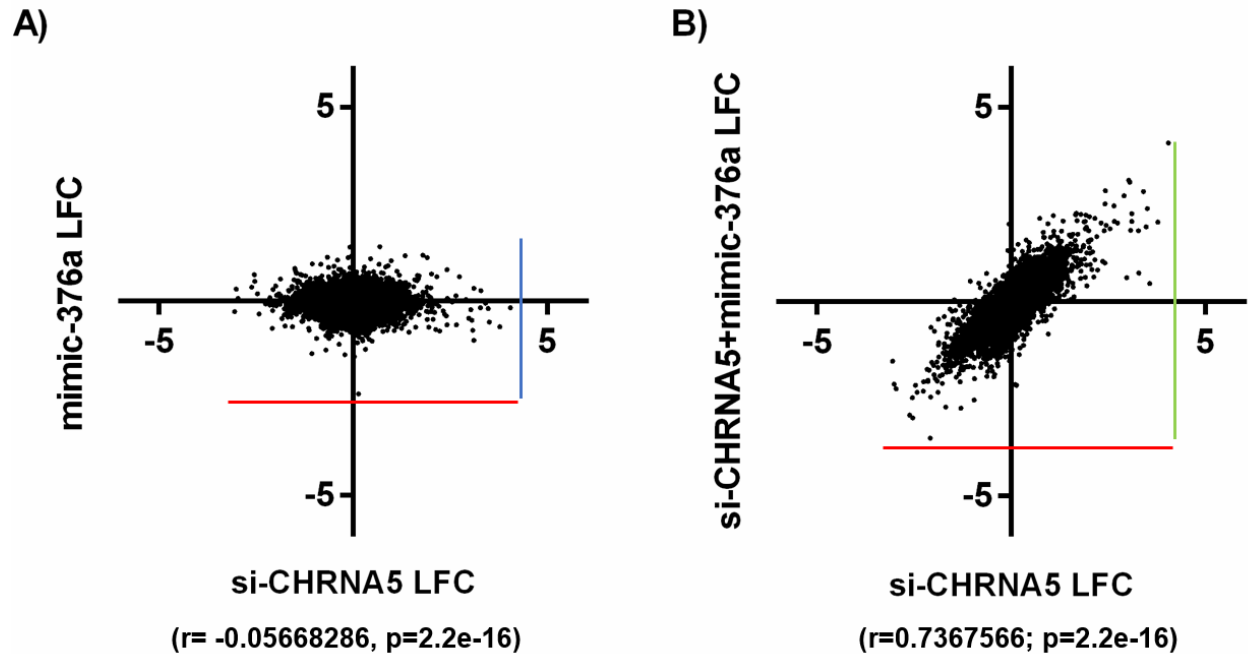 A)
mimic-376a LFC
5
-5
5
-5
si-CHRNA5 LFC
(r= -0.05668286, p=2.2e-16)
B)
si-CHRNA5+mimic-376a LFC
5
-5
5
-5
si-CHRNA5 LFC
(r=0.7367566; p=2.2e-16)